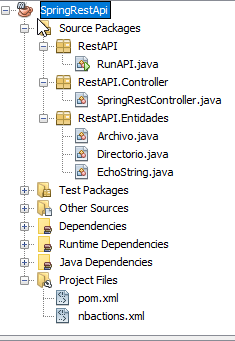 SpringRestApi
Source Packages
RestAPI
RunAPI.java
RestAPI.Controller
SpringRestController.java
RestAPI.Entidades
Archivo.java
Directorio.java
EchoString.java
Test Packages
Other Sources
Dependencies
Runtime Dependencies
Java Dependencies
Project Files
pom.xml
nbactions.xml